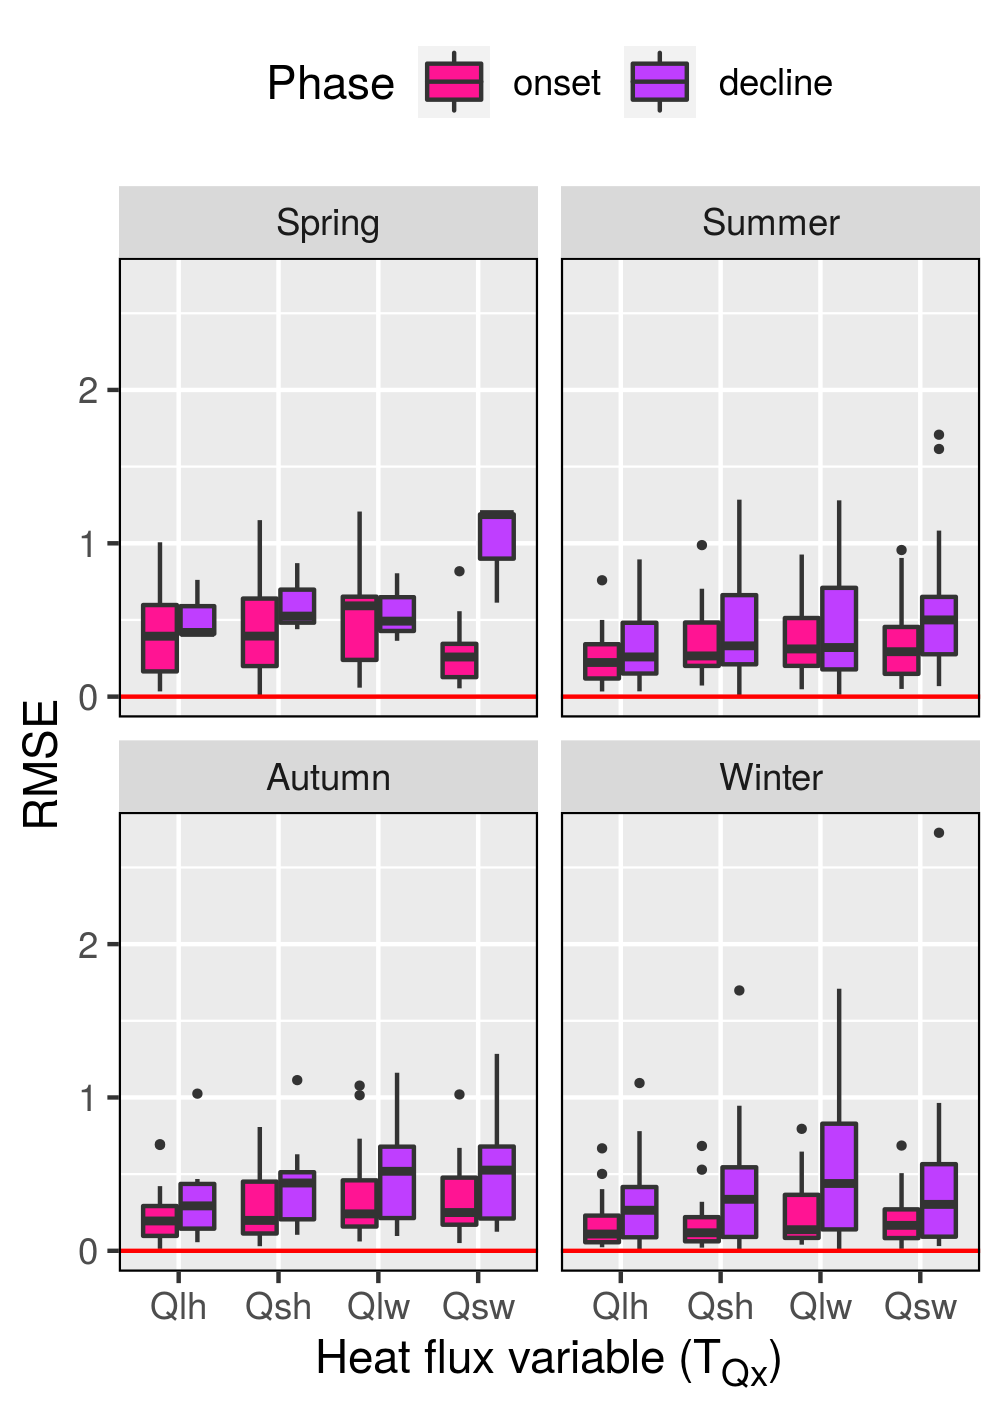 Phase onset decline
Spring Summer
2
1
0
RMSE
Autumn Winter
2
1
0
Qlh Qsh Qlw Qsw Qlh Qsh Qlw Qsw
Heat flux variable (T_Qx)